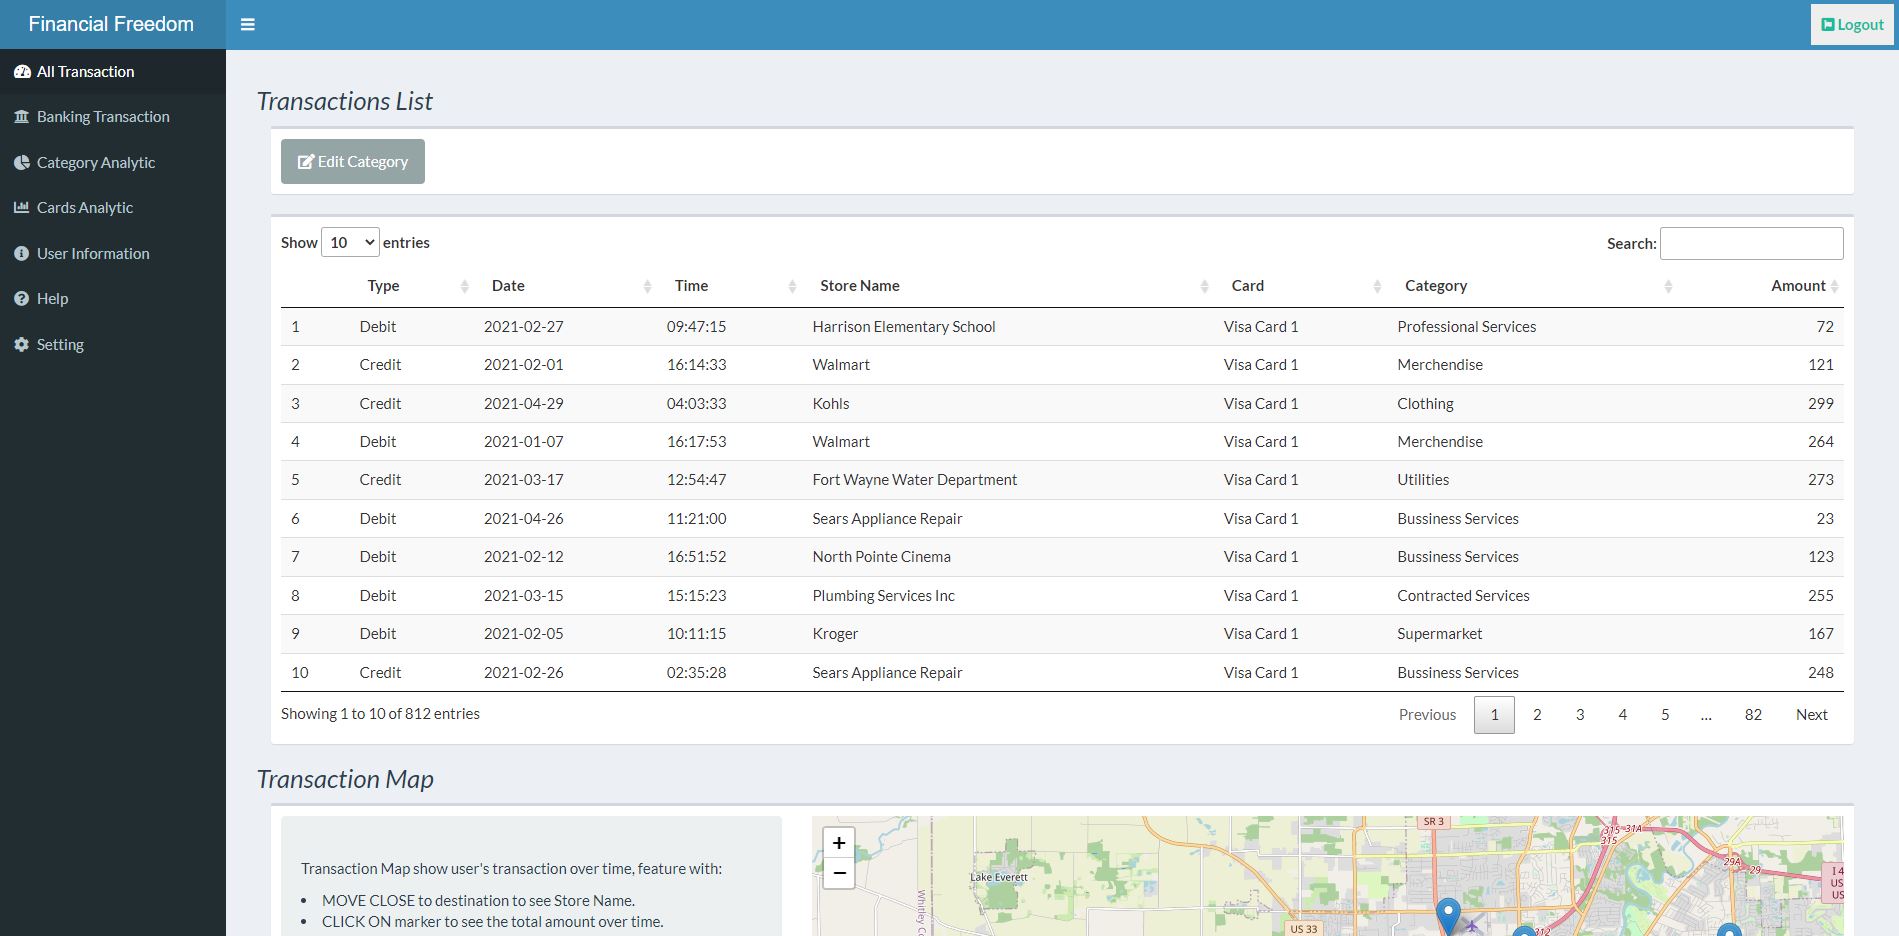 Financial Freedom
Logout
All Transaction
Banking Transaction
Category Analytic
Cards Analytic
User Information
Help
Setting
Transactions List
Edit Category
Show 10 entries Search:
Type Date Time Store Name Card Category Amount
1 Debit 2021-02-27 09:47:15 Harrison Elementary School Visa Card 1 Professional Services 72
2 Credit 2021-02-01 16:14:33 Walmart Visa Card 1 Merchendise 121
3 Credit 2021-04-29 04:03:33 Kohls Visa Card 1 Clothing 299
4 Debit 2021-01-07 16:17:53 Walmart Visa Card 1 Merchendise 264
5 Credit 2021-03-17 12:54:47 Fort Wayne Water Department Visa Card 1 Utilities 273
6 Debit 2021-04-26 11:21:00 Sears Appliance Repair Visa Card 1 Bussiness Services 23
7 Debit 2021-02-12 16:51:52 North Pointe Cinema Visa Card 1 Bussiness Services 123
8 Debit 2021-03-15 15:15:23 Plumbing Services Inc Visa Card 1 Contracted Services 255
9 Debit 2021-02-05 10:11:15 Kroger Visa Card 1 Supermarket 167
10 Credit 2021-02-26 02:35:28 Sears Appliance Repair Visa Card 1 Bussiness Services 248
Showing 1 to 10 of 812 entries Previous 1 2 3 4 5 ... 82 Next
Transaction Map
Transaction Map show user's transaction over time, feature with:
• MOVE CLOSE to destination to see Store Name.
• CLICK ON marker to see the total amount over time.
+
−
SR 3
315
31A
315
29A
29
I 4
US
US
Lake Everett
Whitley Co
US 33
312